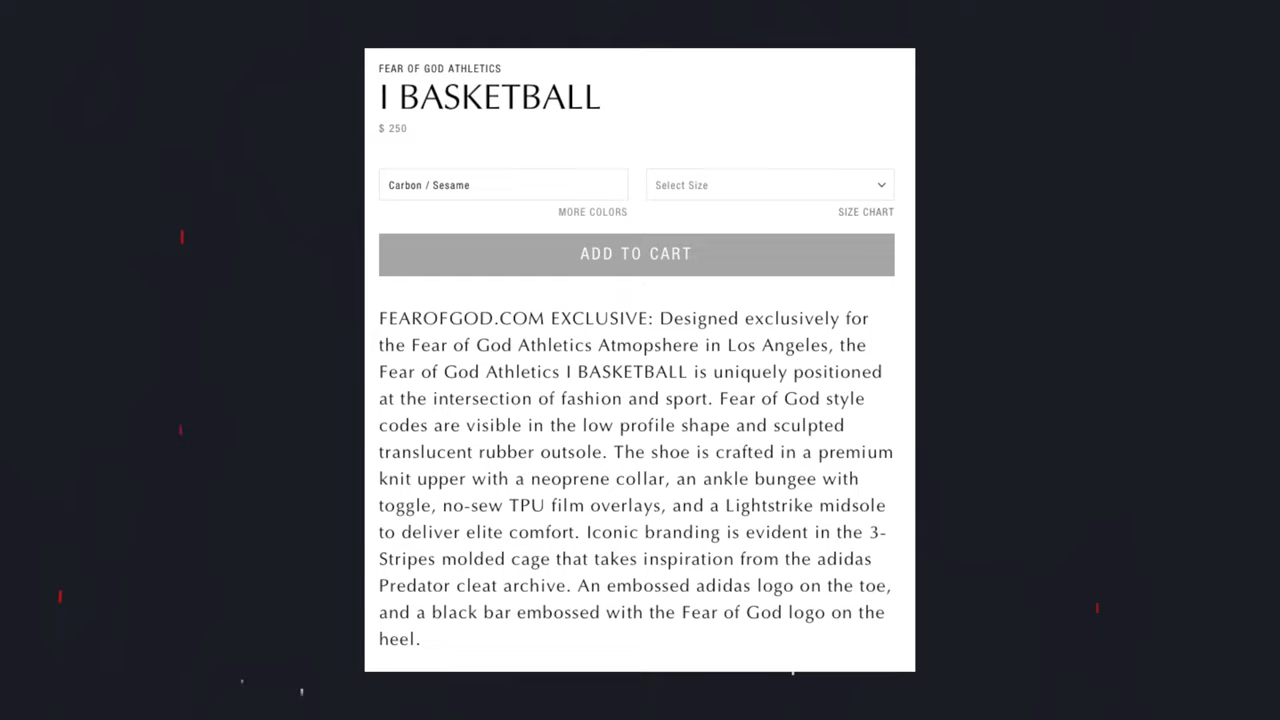 FEAR OF GOD ATHLETICS
I BASKETBALL
$ 250
Carbon / Sesame
Select Size
MORE COLORS
SIZE CHART
ADD TO CART
FEAROFGOD.COM EXCLUSIVE: Designed exclusively for
the Fear of God Athletics Atmopshere in Los Angeles, the
Fear of God Athletics I BASKETBALL is uniquely positioned
at the intersection of fashion and sport. Fear of God style
codes are visible in the low profile shape and sculpted
translucent rubber outsole. The shoe is crafted in a premium
knit upper with a neoprene collar, an ankle bungee with
toggle, no-sew TPU film overlays, and a Lightstrike midsole
to deliver elite comfort. Iconic branding is evident in the 3-
Stripes molded cage that takes inspiration from the adidas
Predator cleat archive. An embossed adidas logo on the toe,
and a black bar embossed with the Fear of God logo on the
heel.